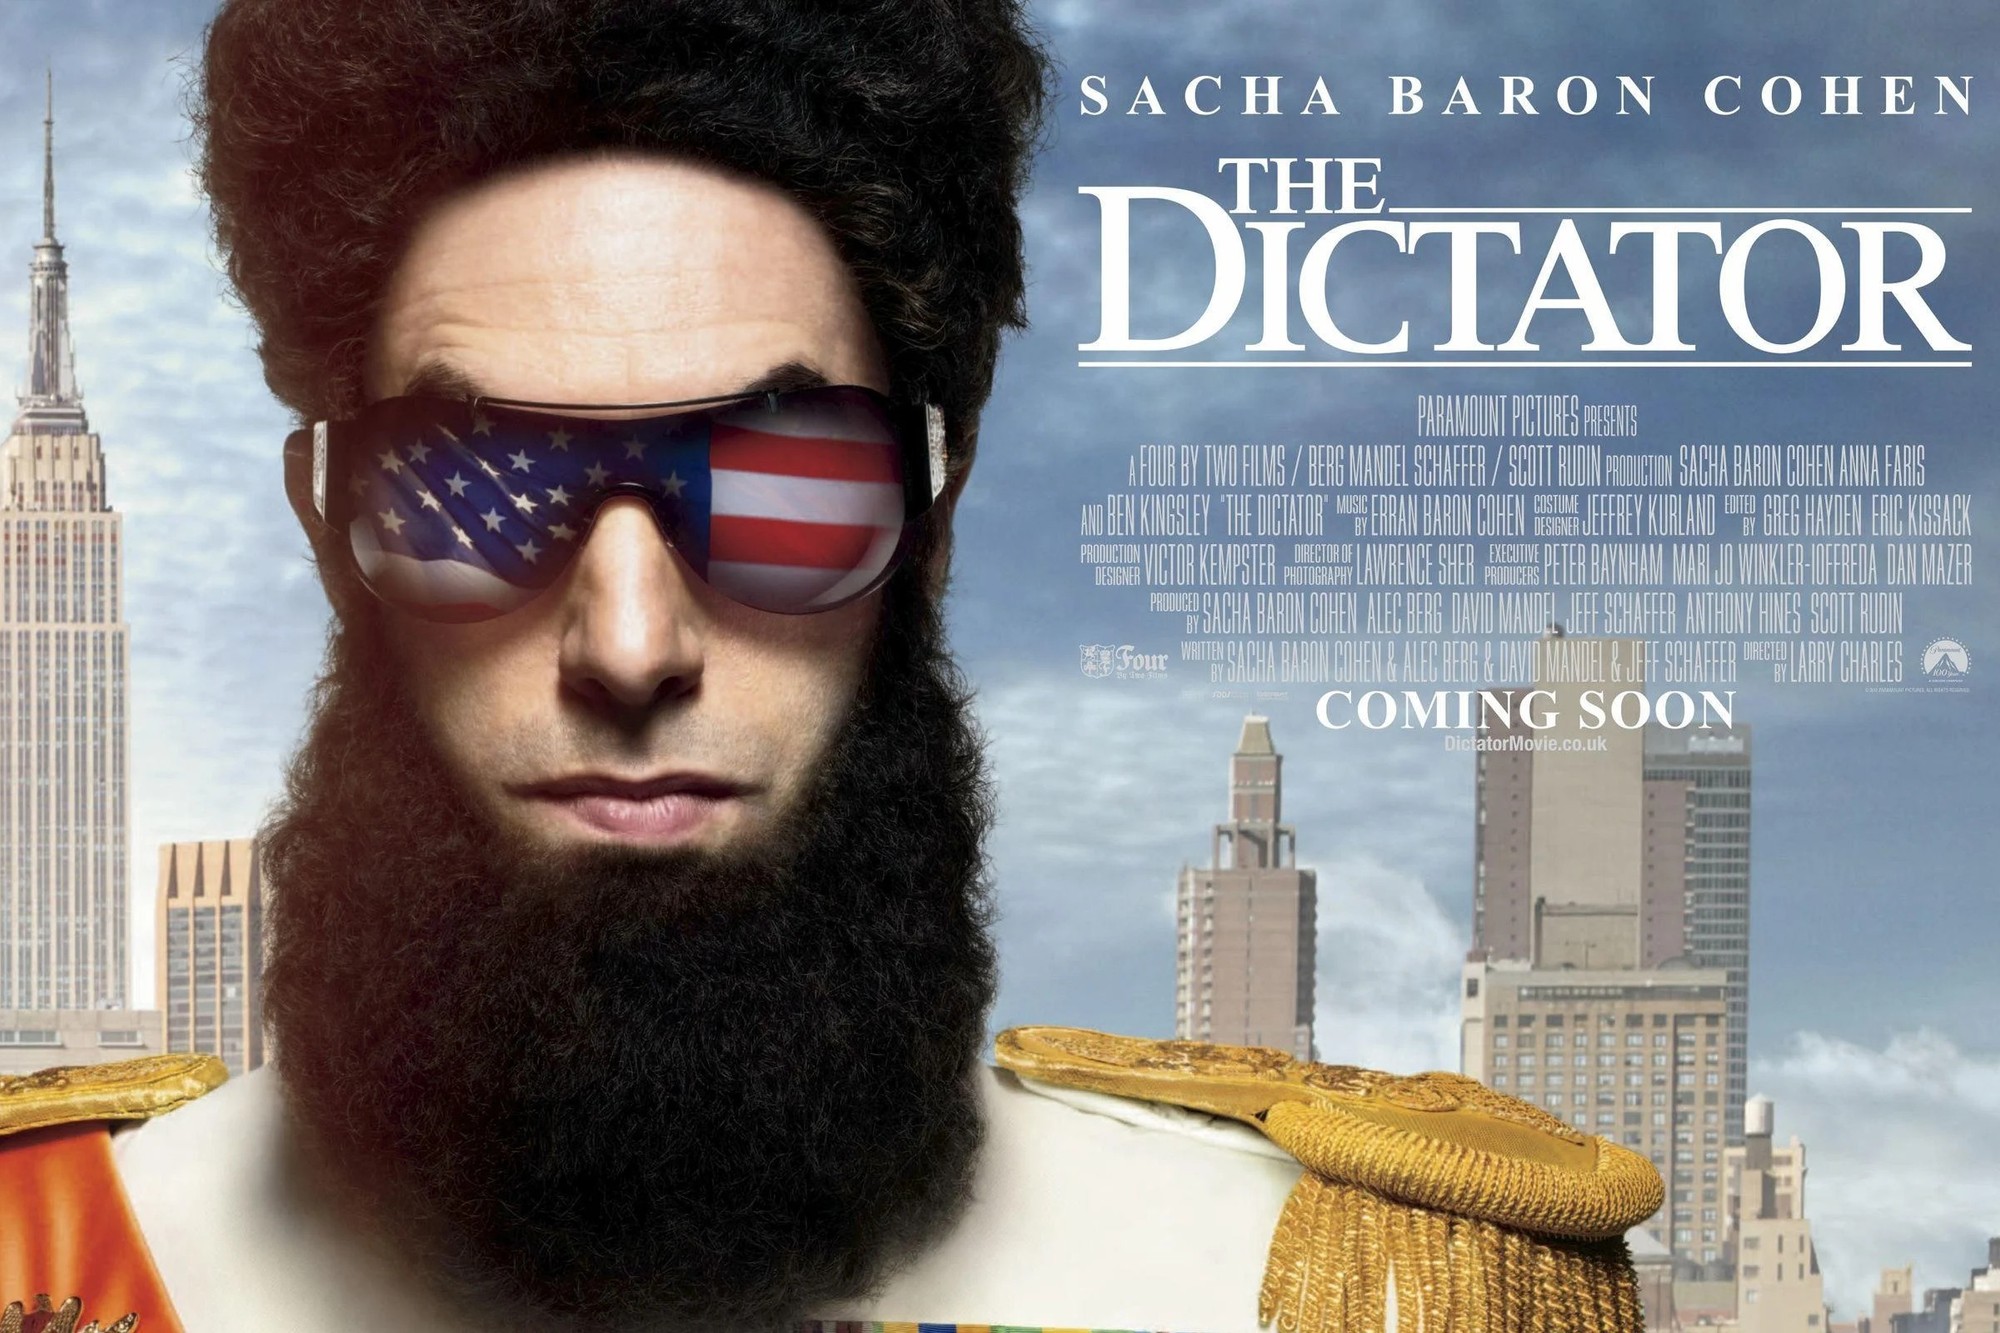 SACHA BARON COHEN
THE
DICTATOR
PARAMOUNT PICTURES PRESENTS
A FOUR BY TWO FILMS / BERG MANDEL SCHAFFER / SCOTT RUDIN PRODUCTION SACHA BARON COHEN ANNA FARIS
AND BEN KINGSLEY "THE DICTATOR" MUSIC BY ERRAN BARON COHEN COSTUME DESIGNER JEFFREY KURLAND EDITED BY GREG HAYDEN ERIC KISSACK
PRODUCTION DESIGNER VICTOR KEMPSTER DIRECTOR OF PHOTOGRAPHY LAWRENCE SHER EXECUTIVE PRODUCERS PETER BAYNHAM MARI JO WINKLER-IOFFREDA DAN MAZER
PRODUCED BY SACHA BARON COHEN ALEC BERG DAVID MANDEL JEFF SCHAFFER ANTHONY HINES SCOTT RUDIN
Four By Two Films WRITTEN BY SACHA BARON COHEN & ALEC BERG & DAVID MANDEL & JEFF SCHAFFER DIRECTED BY LARRY CHARLES Paramount
COMING SOON
DictatorMovie.co.uk